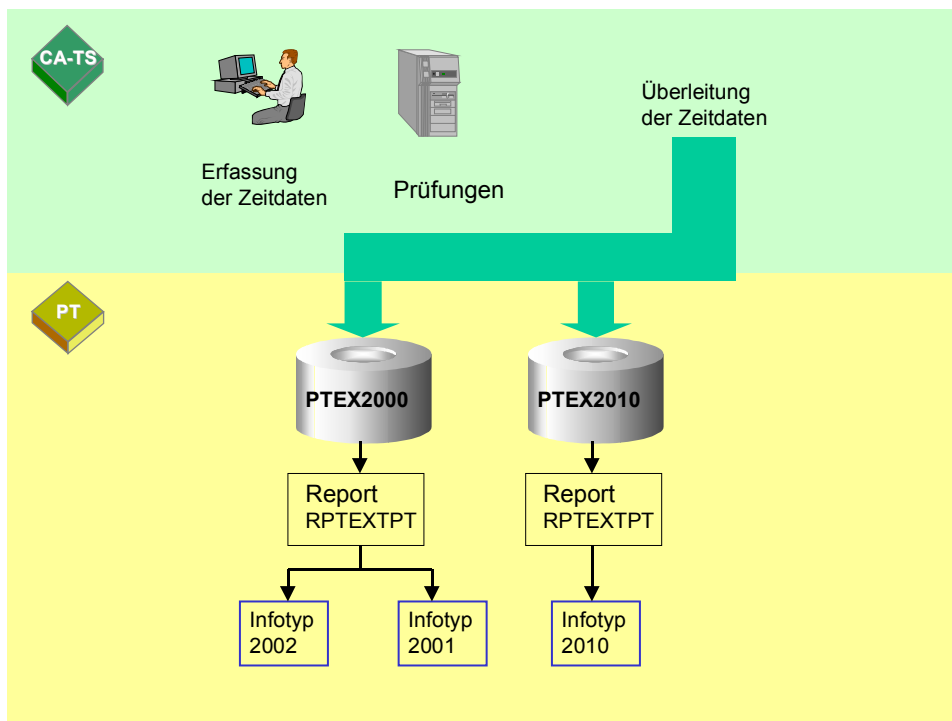 CA-TS
Überleitung
der Zeitdaten
Erfassung
der Zeitdaten
Prüfungen
PT
PTEX2000
PTEX2010
Report
RPTEXTPT
Report
RPTEXTPT
Infotyp
2002
Infotyp
2001
Infotyp
2010